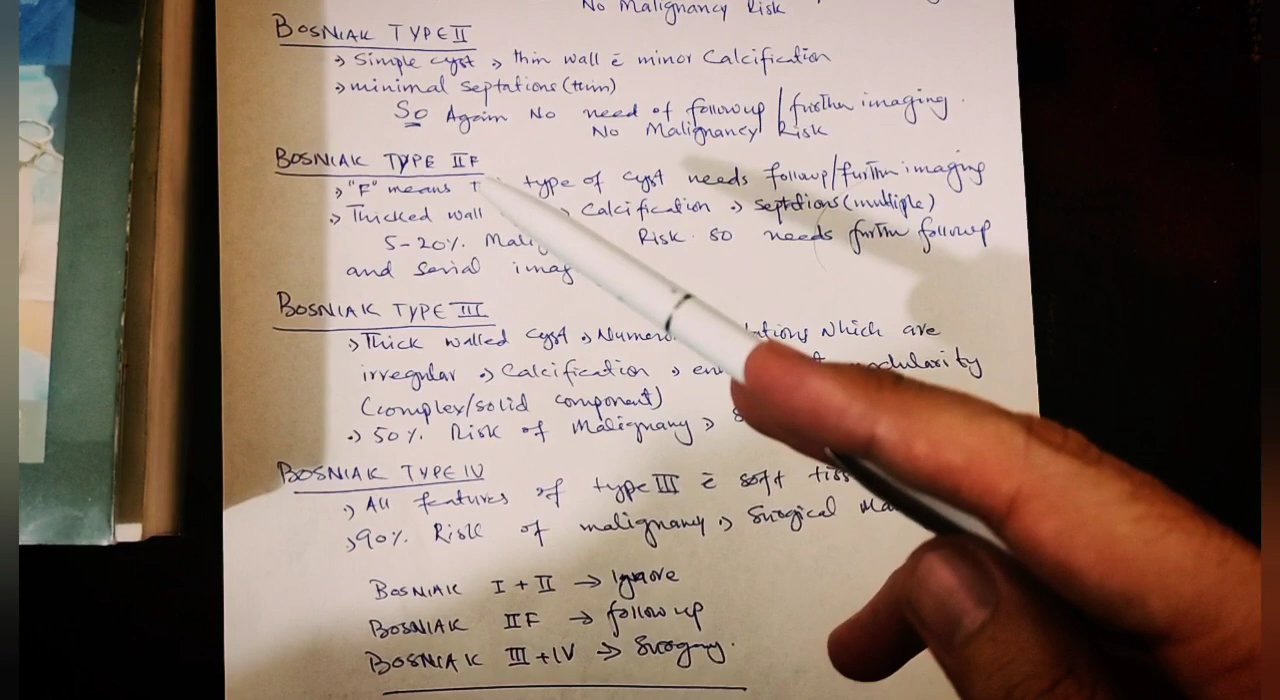 No Malignancy Risk
BOSNIAK TYPE II
→ Simple cyst → thin wall c̄ minor Calcification
→ minimal septations (thin)
So Again No need of followup / further imaging.
No Malignancy Risk
BOSNIAK TYPE IIF
→ "F" means type of cyst needs followup/further imaging
→ Thicked wall → Calcification → septations (multiple)
5-20% Risk. so needs further followup
and serial
BOSNIAK TYPE III
→ Thick walled cyst → which are
irregular → Calcification → nodularity
(complex/solid component)
→ 50% Risk of Malignancy →
BOSNIAK TYPE IV
→ All features of type III c̄ soft
→ 90% Risk of malignancy → Surgical
BOSNIAK I + II → Ignore
BOSNIAK IIF → follow up
BOSNIAK III + IV → Surgery.